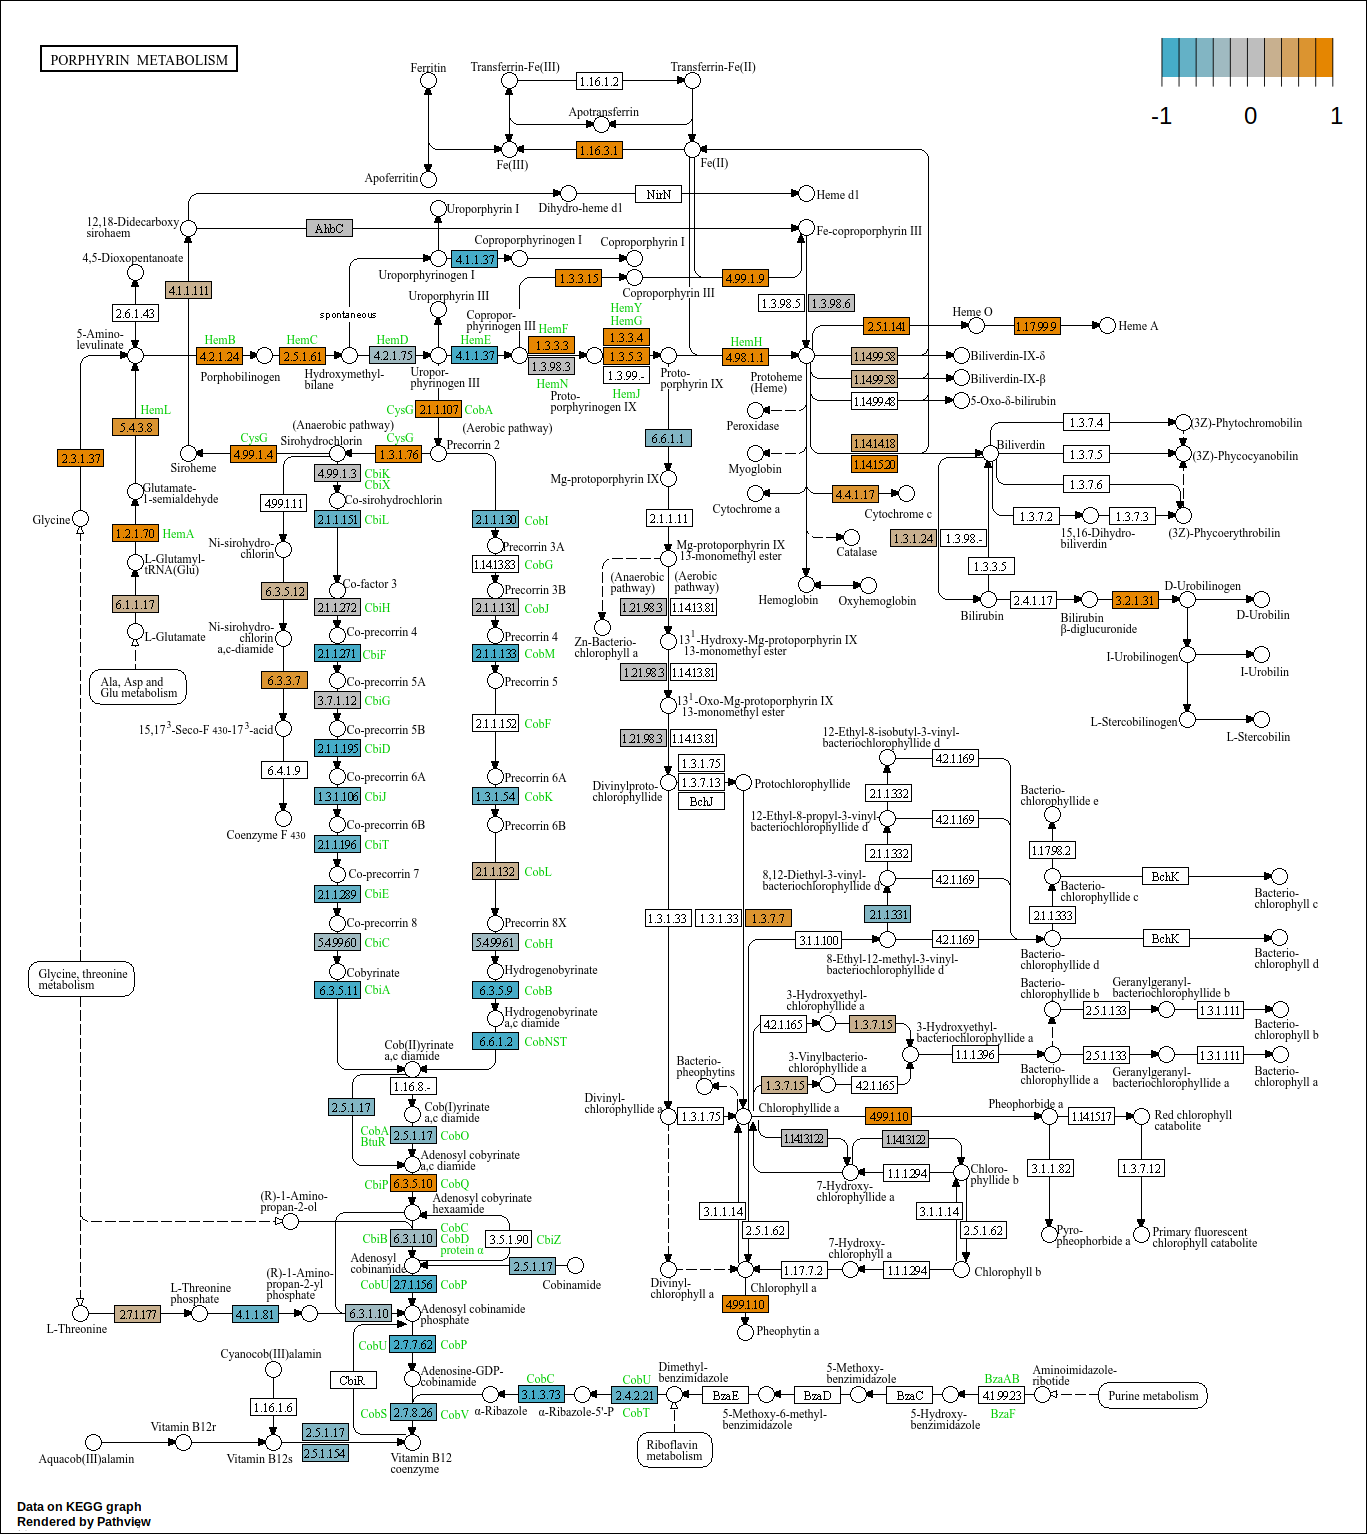 PORPHYRIN METABOLISM
-1
0
1
Ferritin
Transferrin-Fe(III)
1.16.1.2
Transferrin-Fe(II)
Apotransferrin
1.16.3.1
Fe(III)
Fe(II)
Apoferritin
12,18-Didecarboxy
sirohaem
Dihydro-heme d1
NirN
Heme d1
AhbC
Uroporphyrin I
Fe-coproporphyrin III
4,5-Dioxopentanoate
Coproporphyrinogen I
Coproporphyrin I
4.1.1.37
Uroporphyrinogen I
1.3.3.15
4.99.1.9
Coproporphyrin III
4.1.1.111
2.6.1.43
Uroporphyrin III
1.3.98.5
1.3.98.6
spontaneous
Copropor-
phyrinogen III
HemY
HemG
Heme O
5-Amino-
levulinate
HemB
HemC
HemD
HemE
HemF
1.3.3.4
HemH
2.5.1.141
1.17.99.9
Heme A
4.2.1.24
2.5.1.61
4.2.1.75
4.1.1.37
1.3.3.3
1.3.5.3
4.98.1.1
1.14.99.58
Biliverdin-IX-δ
Porphobilinogen
Hydroxymethyl-
bilane
Uropor-
phyrinogen III
1.3.98.3
HemN
1.3.99.-
HemJ
Proto-
porphyrin IX
Protoheme
(Heme)
1.14.99.58
Biliverdin-IX-β
Proto-
porphyrinogen IX
1.14.99.48
5-Oxo-δ-bilirubin
HemL
CysG
2.1.1.107
CobA
Peroxidase
5.4.3.8
(Anaerobic pathway)
(Aerobic pathway)
1.3.7.4
(3Z)-Phytochromobilin
6.6.1.1
CysG
Sirohydrochlorin
CysG
Precorrin 2
1.14.14.18
Biliverdin
2.3.1.37
Siroheme
4.99.1.4
1.3.1.76
Myoglobin
1.14.15.20
1.3.7.5
(3Z)-Phycocyanobilin
4.99.1.3
CbiK
CbiX
Mg-protoporphyrin IX
1.3.7.6
Glutamate-
1-semialdehyde
4.99.1.11
Co-sirohydrochlorin
Cytochrome a
4.4.1.17
Cytochrome c
Glycine
2.1.1.151
CbiL
2.1.1.130
CobI
2.1.1.11
1.3.7.2
1.3.7.3
1.2.1.70
HemA
Ni-sirohydro-
chlorin
Precorrin 3A
Mg-protoporphyrin IX
13-monomethyl ester
Catalase
1.3.1.24
1.3.98.-
15,16-Dihydro-
biliverdin
(3Z)-Phycoerythrobilin
L-Glutamyl-
tRNA(Glu)
1.14.13.83
CobG
(Anaerobic
pathway)
(Aerobic
pathway)
1.3.3.5
6.3.5.12
Co-factor 3
Precorrin 3B
Hemoglobin
Oxyhemoglobin
D-Urobilinogen
6.1.1.17
2.1.1.272
CbiH
2.1.1.131
CobJ
1.21.98.3
1.14.13.81
Bilirubin
2.4.1.17
Bilirubin
β-diglucuronide
3.2.1.31
D-Urobilin
L-Glutamate
Ni-sirohydro-
chlorin
a,c-diamide
Co-precorrin 4
Precorrin 4
Zn-Bacterio-
chlorophyll a
13¹-Hydroxy-Mg-protoporphyrin IX
13-monomethyl ester
2.1.1.271
CbiF
2.1.1.133
CobM
I-Urobilinogen
I-Urobilin
Ala, Asp and
Glu metabolism
6.3.3.7
Co-precorrin 5A
Precorrin 5
1.21.98.3
1.14.13.81
3.7.1.12
CbiG
13¹-Oxo-Mg-protoporphyrin IX
13-monomethyl ester
15,17³-Seco-F 430-17³-acid
Co-precorrin 5B
2.1.1.152
CobF
L-Stercobilinogen
L-Stercobilin
2.1.1.195
CbiD
1.21.98.3
1.14.13.81
12-Ethyl-8-isobutyl-3-vinyl-
bacteriochlorophyllide d
6.4.1.9
Co-precorrin 6A
Precorrin 6A
1.3.1.75
4.2.1.169
Divinylproto-
chlorophyllide
1.3.7.13
Protochlorophyllide
1.3.1.106
CbiJ
1.3.1.54
CobK
BchJ
2.1.1.332
Bacterio-
chlorophyllide e
Coenzyme F 430
Co-precorrin 6B
Precorrin 6B
12-Ethyl-8-propyl-3-vinyl-
bacteriochlorophyllide d
4.2.1.169
2.1.1.196
CbiT
2.1.1.332
1.17.98.2
Co-precorrin 7
2.1.1.132
CobL
8,12-Diethyl-3-vinyl-
bacteriochlorophyllide d
4.2.1.169
Bacterio-
chlorophyllide c
BchK
Bacterio-
chlorophyll c
2.1.1.289
CbiE
1.3.1.33
1.3.1.33
1.3.7.7
2.1.1.331
2.1.1.333
Co-precorrin 8
Precorrin 8X
5.4.99.60
CbiC
5.4.99.61
CobH
3.1.1.100
4.2.1.169
BchK
Cobyrinate
Hydrogenobyrinate
8-Ethyl-12-methyl-3-vinyl-
bacteriochlorophyllide d
Bacterio-
chlorophyllide d
Bacterio-
chlorophyll d
Glycine, threonine
metabolism
6.3.5.11
CbiA
6.3.5.9
CobB
3-Hydroxyethyl-
chlorophyllide a
Bacterio-
chlorophyllide b
Geranylgeranyl-
bacteriochlorophyllide b
Hydrogenobyrinate
a,c diamide
4.2.1.165
1.3.7.15
3-Hydroxyethyl-
bacteriochlorophyllide a
2.5.1.133
1.3.1.111
Bacterio-
chlorophyll b
6.6.1.2
CobNST
Cob(II)yrinate
a,c diamide
Bacterio-
pheophytins
3-Vinylbacterio-
chlorophyllide a
1.1.1.396
Bacterio-
chlorophyllide a
2.5.1.133
1.3.1.111
Geranylgeranyl-
bacteriochlorophyllide a
Bacterio-
chlorophyll a
1.16.8.-
1.3.7.15
4.2.1.165
2.5.1.17
Cob(I)yrinate
a,c diamide
Divinyl-
chlorophyllide a
1.3.1.75
Chlorophyllide a
4.99.1.10
Pheophorbide a
1.14.15.17
Red chlorophyll
catabolite
CobA
BtuR
2.5.1.17
CobO
1.14.13.122
1.14.13.122
Adenosyl cobyrinate
a,c diamide
7-Hydroxy-
chlorophyllide a
1.1.1.294
Chloro-
phyllide b
3.1.1.82
1.3.7.12
CbiP
6.3.5.10
CobQ
(R)-1-Amino-
propan-2-ol
Adenosyl cobyrinate
hexaamide
3.1.1.14
2.5.1.62
3.1.1.14
2.5.1.62
Pyro-
pheophorbide a
Primary fluorescent
chlorophyll catabolite
CbiB
6.3.1.10
CobC
CobD
protein α
3.5.1.90
CbiZ
Adenosyl
cobinamide
2.5.1.17
Cobinamide
7-Hydroxy-
chlorophyll a
(R)-1-Amino-
propan-2-yl
phosphate
CobU
2.7.1.156
CobP
Divinyl-
chlorophyll a
Chlorophyll a
1.17.7.2
1.1.1.294
Chlorophyll b
L-Threonine
phosphate
L-Threonine
2.7.1.177
4.1.1.81
6.3.1.10
Adenosyl cobinamide
phosphate
4.99.1.10
Pheophytin a
CobU
2.7.7.62
CobP
Cyanocob(III)alamin
CbiR
Adenosine-GDP-
cobinamide
CobC
CobU
Dimethyl-
benzimidazole
5-Methoxy-
benzimidazole
BzaAB
Aminoimidazole-
ribotide
3.1.3.73
2.4.2.21
BzaE
BzaD
BzaC
4.1.99.23
Purine metabolism
1.16.1.6
CobS
2.7.8.26
CobV
α-Ribazole
α-Ribazole-5'-P
CobT
5-Methoxy-6-methyl-
benzimidazole
5-Hydroxy-
benzimidazole
BzaF
Vitamin B12r
2.5.1.17
Riboflavin
metabolism
Aquacob(III)alamin
Vitamin B12s
2.5.1.154
Vitamin B12
coenzyme
Data on KEGG graph
Rendered by Pathview